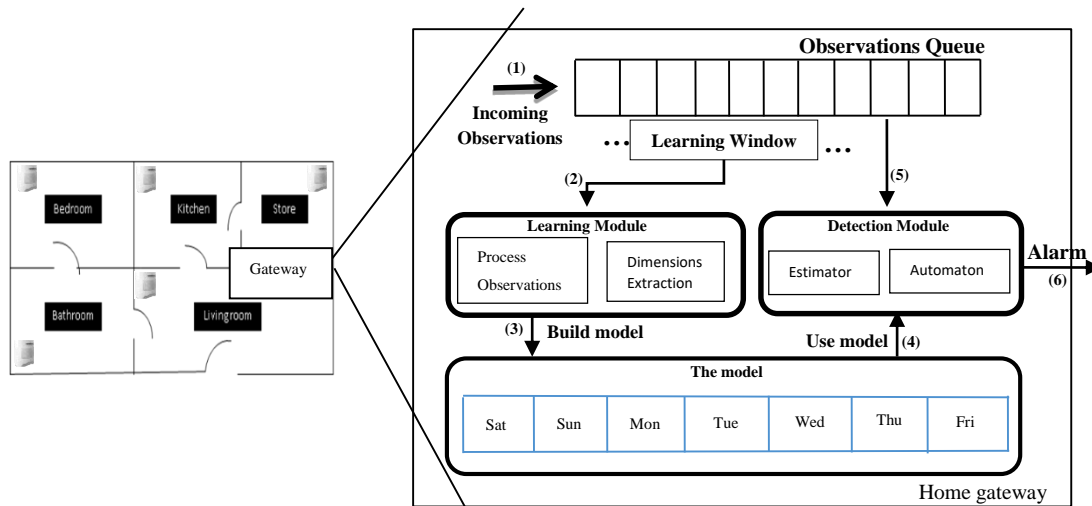 Bedroom
Kitchen
Store
Gateway
Bathroom
Livingroom
Observations Queue
(1)
Incoming
Observations
... Learning Window ...
(2)
(5)
Learning Module
Process
Observations
Dimensions
Extraction
Detection Module
Estimator
Automaton
Alarm
(6)
(3) Build model
Use model (4)
The model
Sat Sun Mon Tue Wed Thu Fri
Home gateway